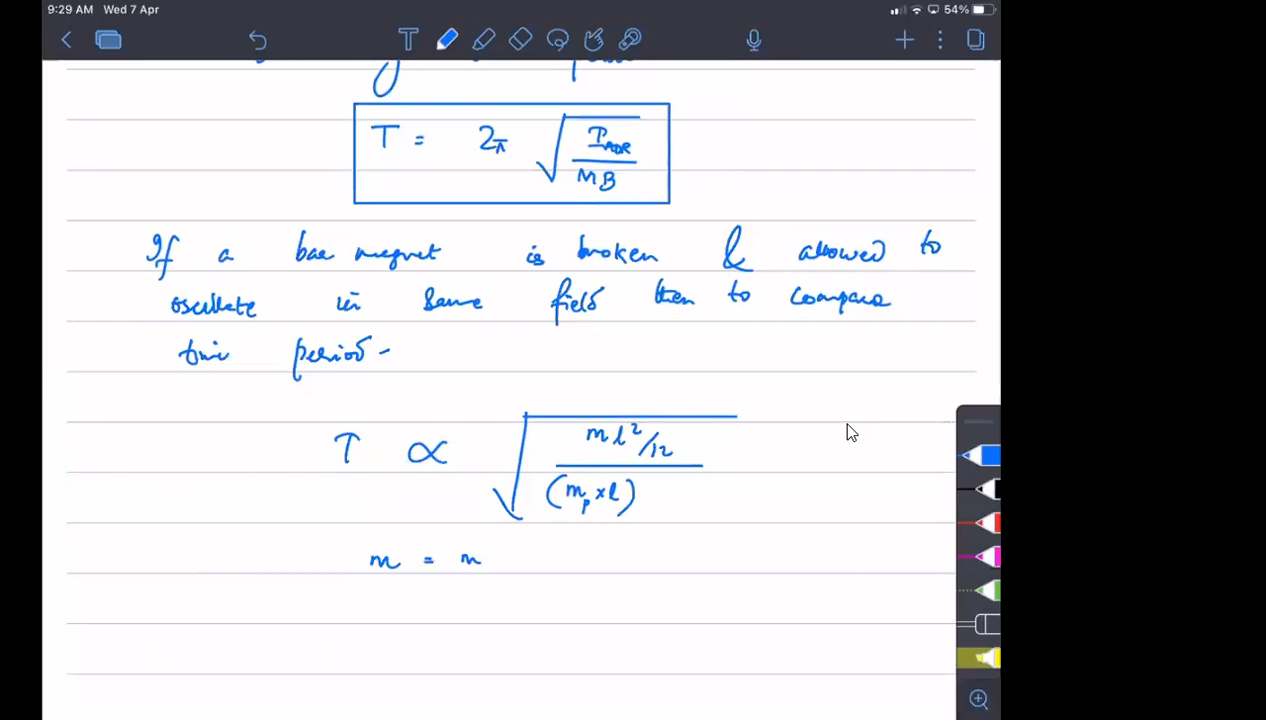 9:29 AM Wed 7 Apr 54%
T = 2π √(I_AOR / MB)
If a bar magnet is broken & allowed to
oscillate in same field then to compare
time period -
T ∝ √((m l²/12) / (m_p × l))
m = m